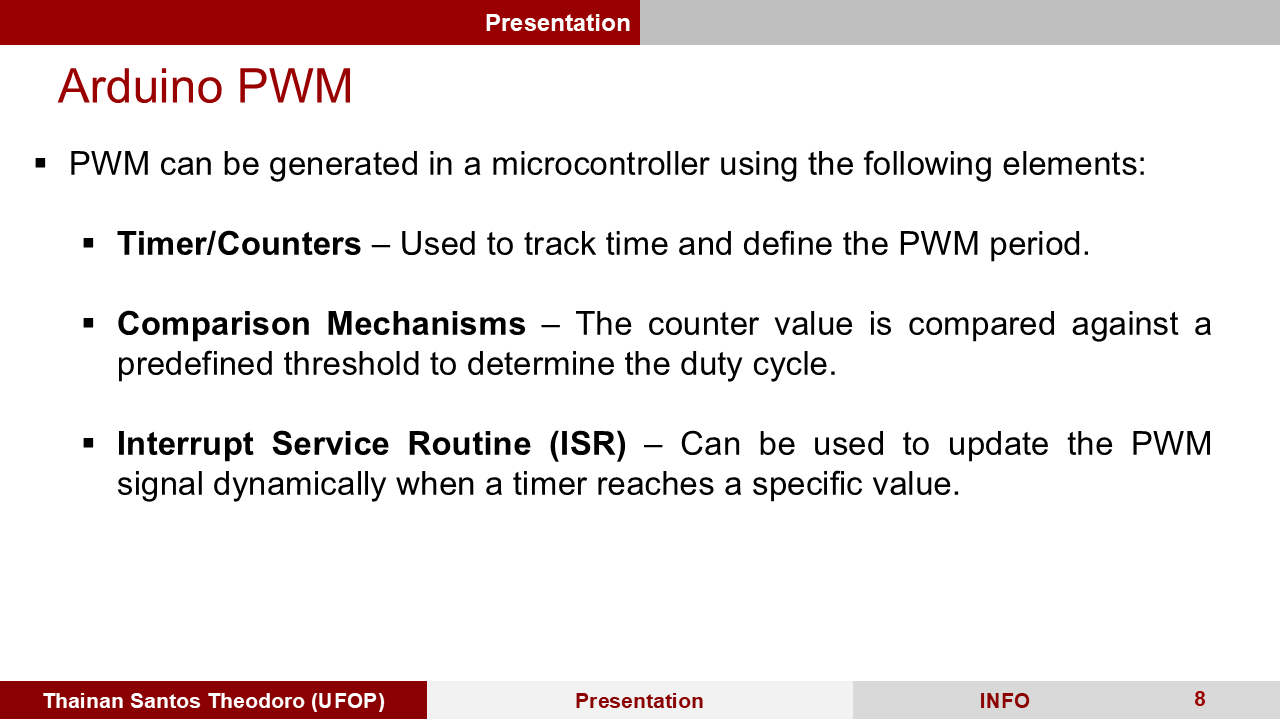 Presentation
Arduino PWM
▪ PWM can be generated in a microcontroller using the following elements:
▪ Timer/Counters – Used to track time and define the PWM period.
▪ Comparison Mechanisms – The counter value is compared against a
predefined threshold to determine the duty cycle.
▪ Interrupt Service Routine (ISR) – Can be used to update the PWM
signal dynamically when a timer reaches a specific value.
Thainan Santos Theodoro (UFOP)
Presentation
INFO
8